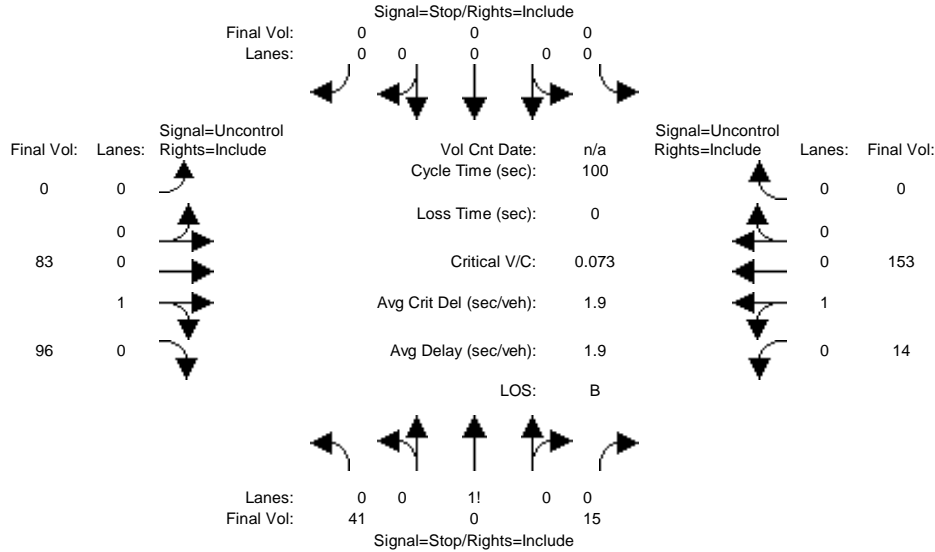 Signal=Stop/Rights=Include
Final Vol: 0 0 0
Lanes: 0 0 0 0 0
Signal=Uncontrol Signal=Uncontrol
Final Vol: Lanes: Rights=Include Vol Cnt Date: n/a Rights=Include Lanes: Final Vol:
Cycle Time (sec): 100
0 0 0 0
Loss Time (sec): 0
0 0
83 0 Critical V/C: 0.073 0 153
1 Avg Crit Del (sec/veh): 1.9 1
96 0 Avg Delay (sec/veh): 1.9 0 14
LOS: B
Lanes: 0 0 1! 0 0
Final Vol: 41 0 15
Signal=Stop/Rights=Include